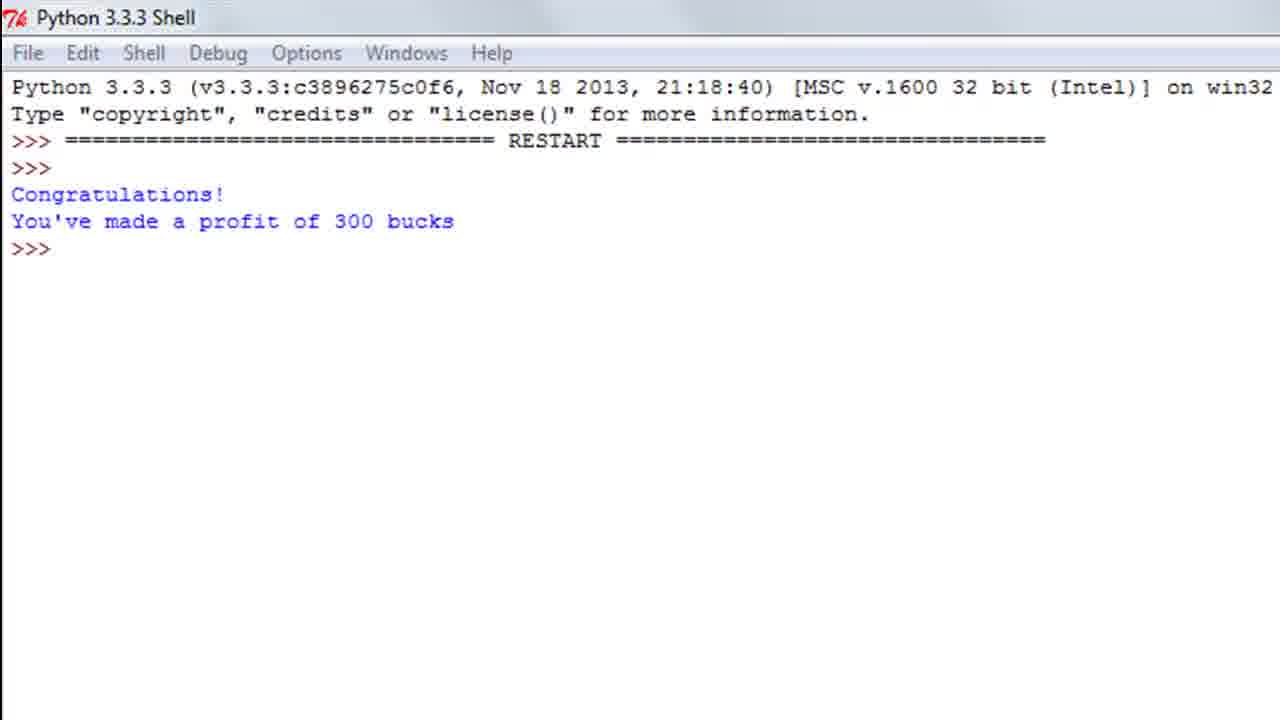 Python 3.3.3 Shell
File Edit Shell Debug Options Windows Help
Python 3.3.3 (v3.3.3:c3896275c0f6, Nov 18 2013, 21:18:40) [MSC v.1600 32 bit (Intel)] on win32
Type "copyright", "credits" or "license()" for more information.
>>> ================================ RESTART ================================
>>>
Congratulations!
You've made a profit of 300 bucks
>>>